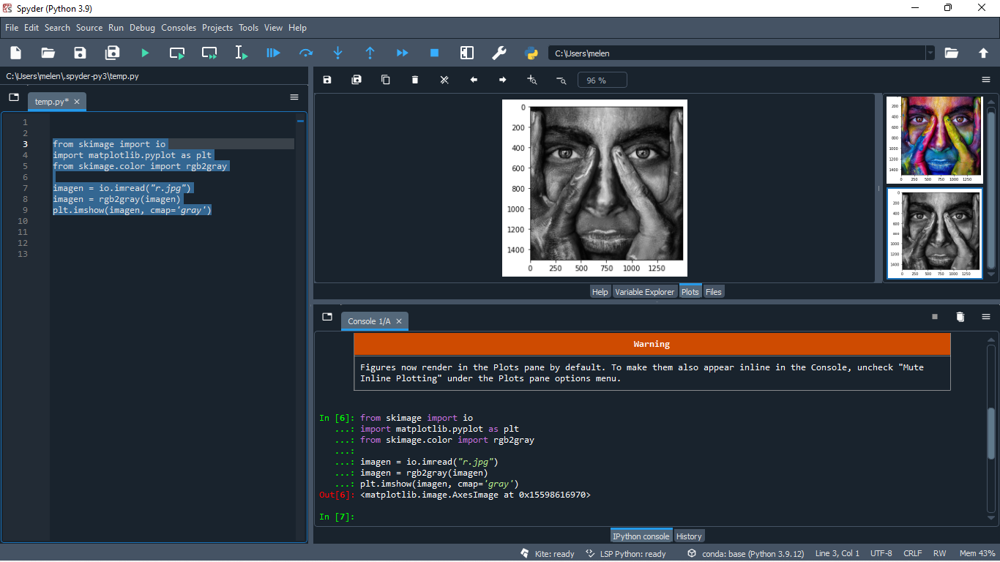 Spyder (Python 3.9)
File Edit Search Source Run Debug Consoles Projects Tools View Help
C:\Users\melen
C:\Users\melen\.spyder-py3\temp.py
temp.py*
1
2
3 from skimage import io
4 import matplotlib.pyplot as plt
5 from skimage.color import rgb2gray
6
7 imagen = io.imread("r.jpg")
8 imagen = rgb2gray(imagen)
9 plt.imshow(imagen, cmap='gray')
10
11
12
13
96 %
0
200
400
600
800
1000
1200
1400
0 250 500 750 1000 1250
200
400
600
800
1000
1200
1400
0 250 500 750 1000 1250
0
200
400
600
800
1000
1200
1400
0 250 500 750 1000 1250
Help Variable Explorer Plots Files
Console 1/A
Warning
Figures now render in the Plots pane by default. To make them also appear inline in the Console, uncheck "Mute
Inline Plotting" under the Plots pane options menu.
In [6]: from skimage import io
...: import matplotlib.pyplot as plt
...: from skimage.color import rgb2gray
...:
...: imagen = io.imread("r.jpg")
...: imagen = rgb2gray(imagen)
...: plt.imshow(imagen, cmap='gray')
Out[6]: <matplotlib.image.AxesImage at 0x15598616970>
In [7]:
IPython console History
Kite: ready LSP Python: ready conda: base (Python 3.9.12) Line 3, Col 1 UTF-8 CRLF RW Mem 43%